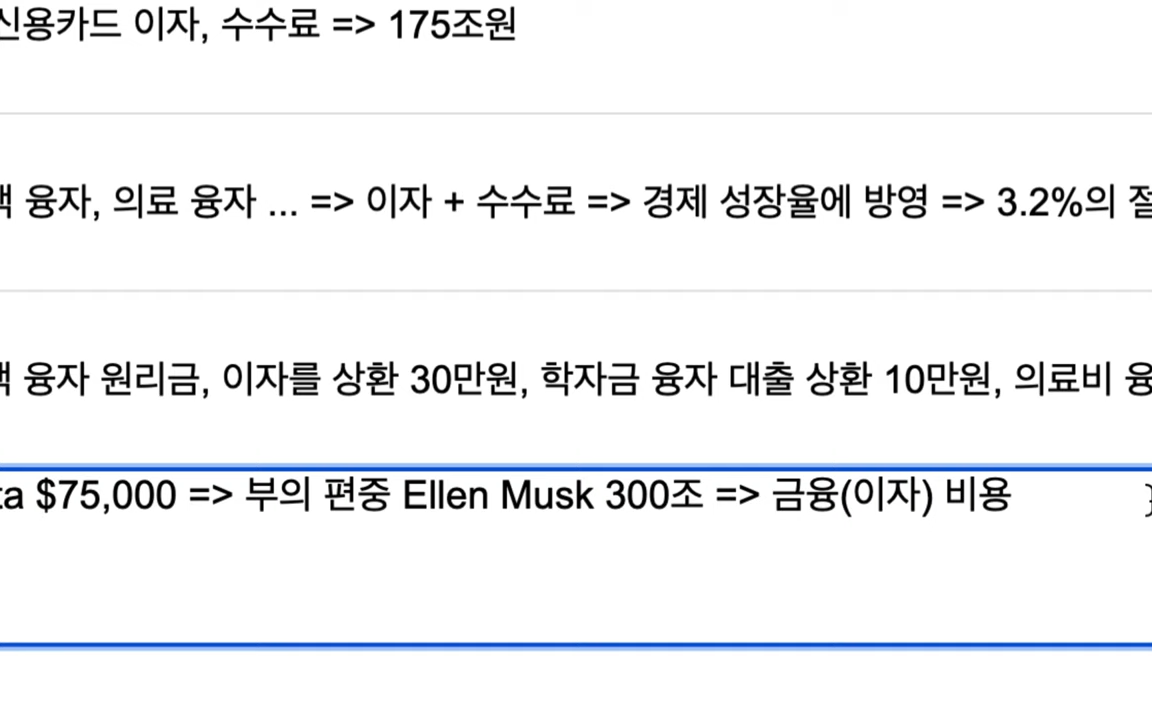 신용카드 이자, 수수료 => 175조원
융자, 의료 융자 ... => 이자 + 수수료 => 경제 성장율에 방영 => 3.2%의
융자 원리금, 이자를 상환 30만원, 학자금 융자 대출 상환 10만원, 의료비
ta $75,000 => 부의 편중 Ellen Musk 300조 => 금융(이자) 비용